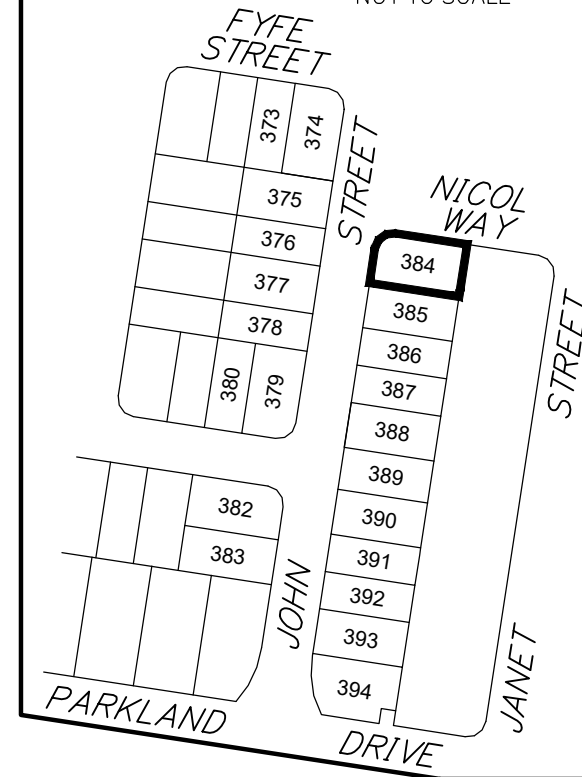 NOT TO SCALE
FYFE
STREET
373
374
375
376
377
378
380
379
STREET
NICOL
WAY
384
385
386
387
388
389
390
391
392
393
394
STREET
382
383
JOHN
JANET
PARKLAND
DRIVE